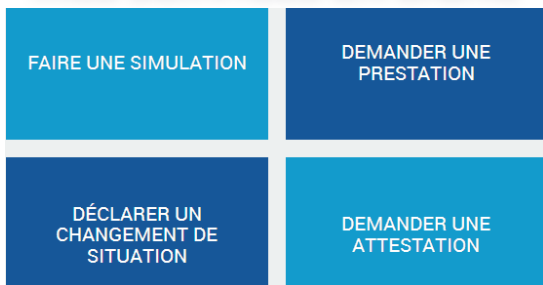 FAIRE UNE SIMULATION
DEMANDER UNE
PRESTATION
DÉCLARER UN
CHANGEMENT DE
SITUATION
DEMANDER UNE
ATTESTATION